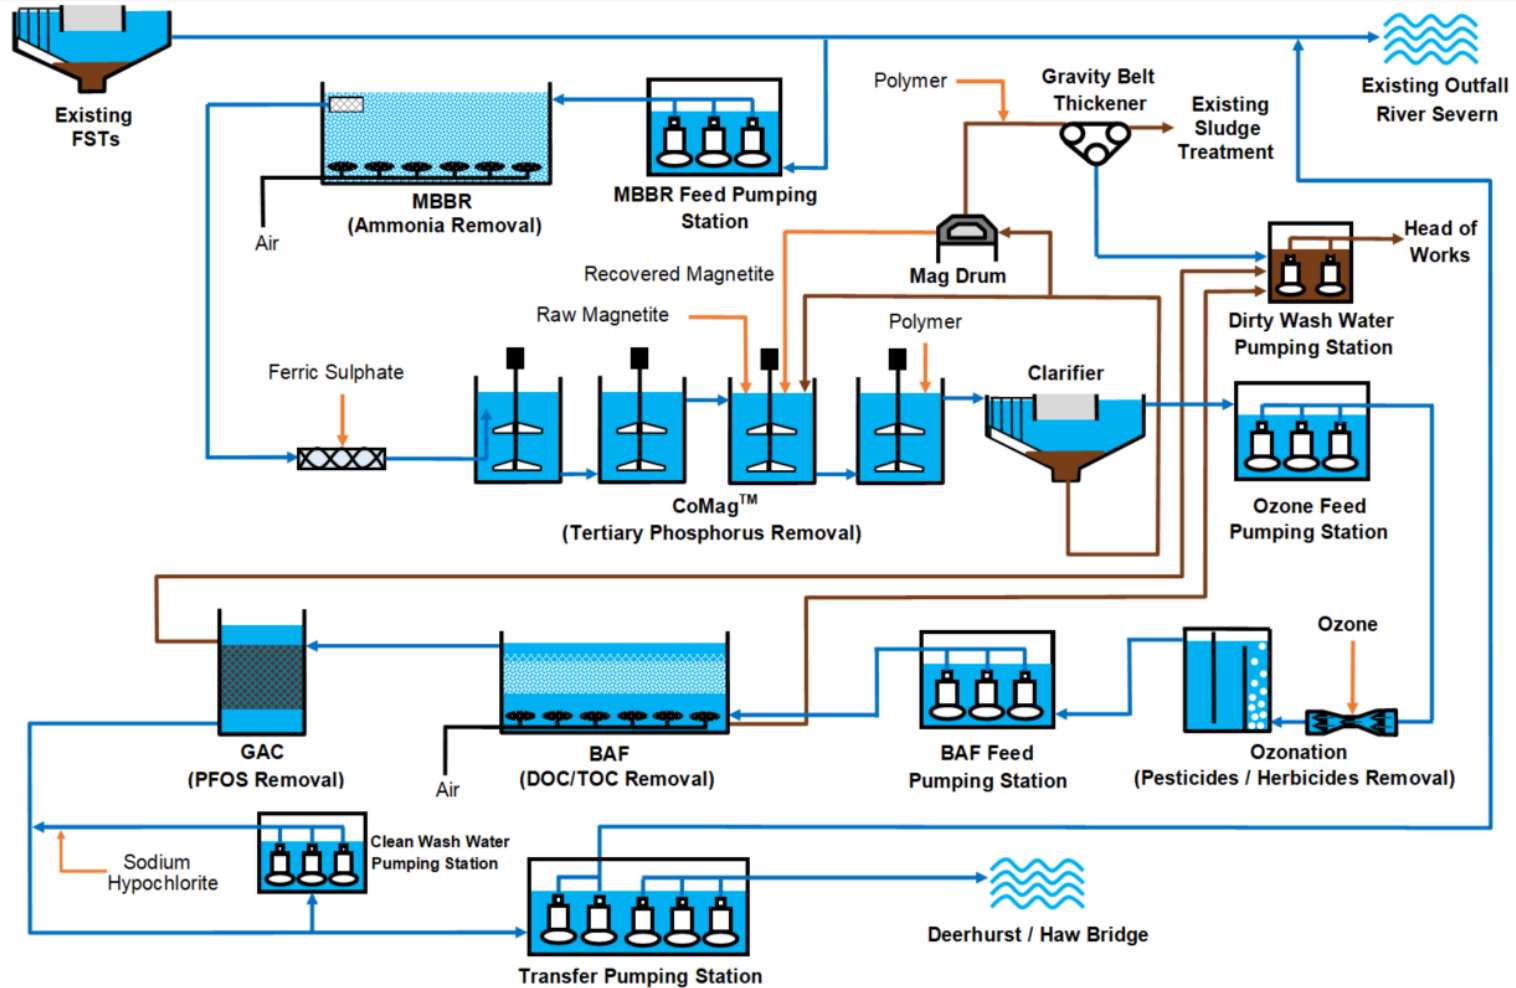 Existing
FSTs
Existing Outfall
River Severn
Polymer
Gravity Belt
Thickener
Existing
Sludge
Treatment
MBBR
(Ammonia Removal)
Air
MBBR Feed Pumping
Station
Mag Drum
Head of
Works
Dirty Wash Water
Pumping Station
Recovered Magnetite
Raw Magnetite
Polymer
Ferric Sulphate
Clarifier
CoMag™
(Tertiary Phosphorus Removal)
Ozone Feed
Pumping Station
Ozone
GAC
(PFOS Removal)
BAF
(DOC/TOC Removal)
Air
BAF Feed
Pumping Station
Ozonation
(Pesticides / Herbicides Removal)
Clean Wash Water
Pumping Station
Sodium
Hypochlorite
Deerhurst / Haw Bridge
Transfer Pumping Station